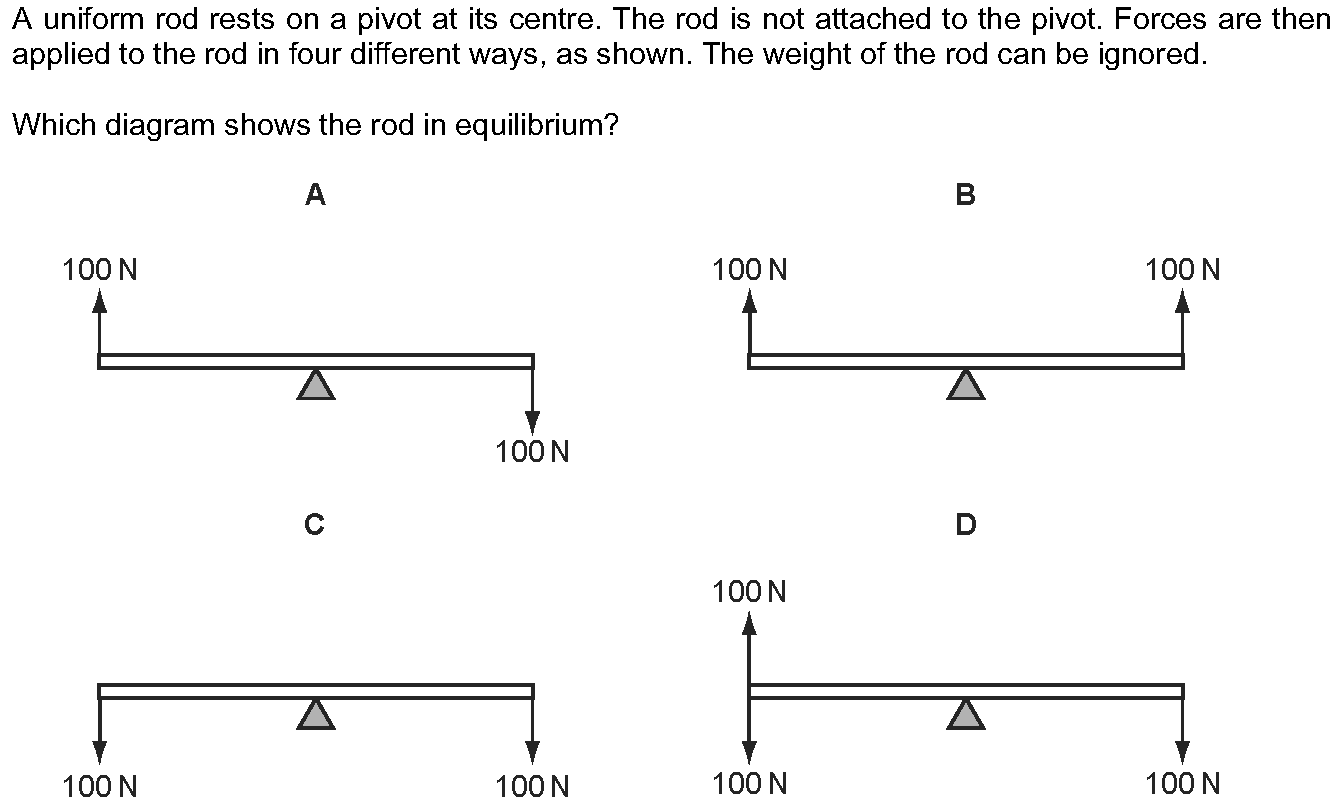 A uniform rod rests on a pivot at its centre. The rod is not attached to the pivot. Forces are then
applied to the rod in four different ways, as shown. The weight of the rod can be ignored.
Which diagram shows the rod in equilibrium?
A
B
100 N
100 N
100 N
100 N
C
D
100 N
100 N
100 N
100 N
100 N